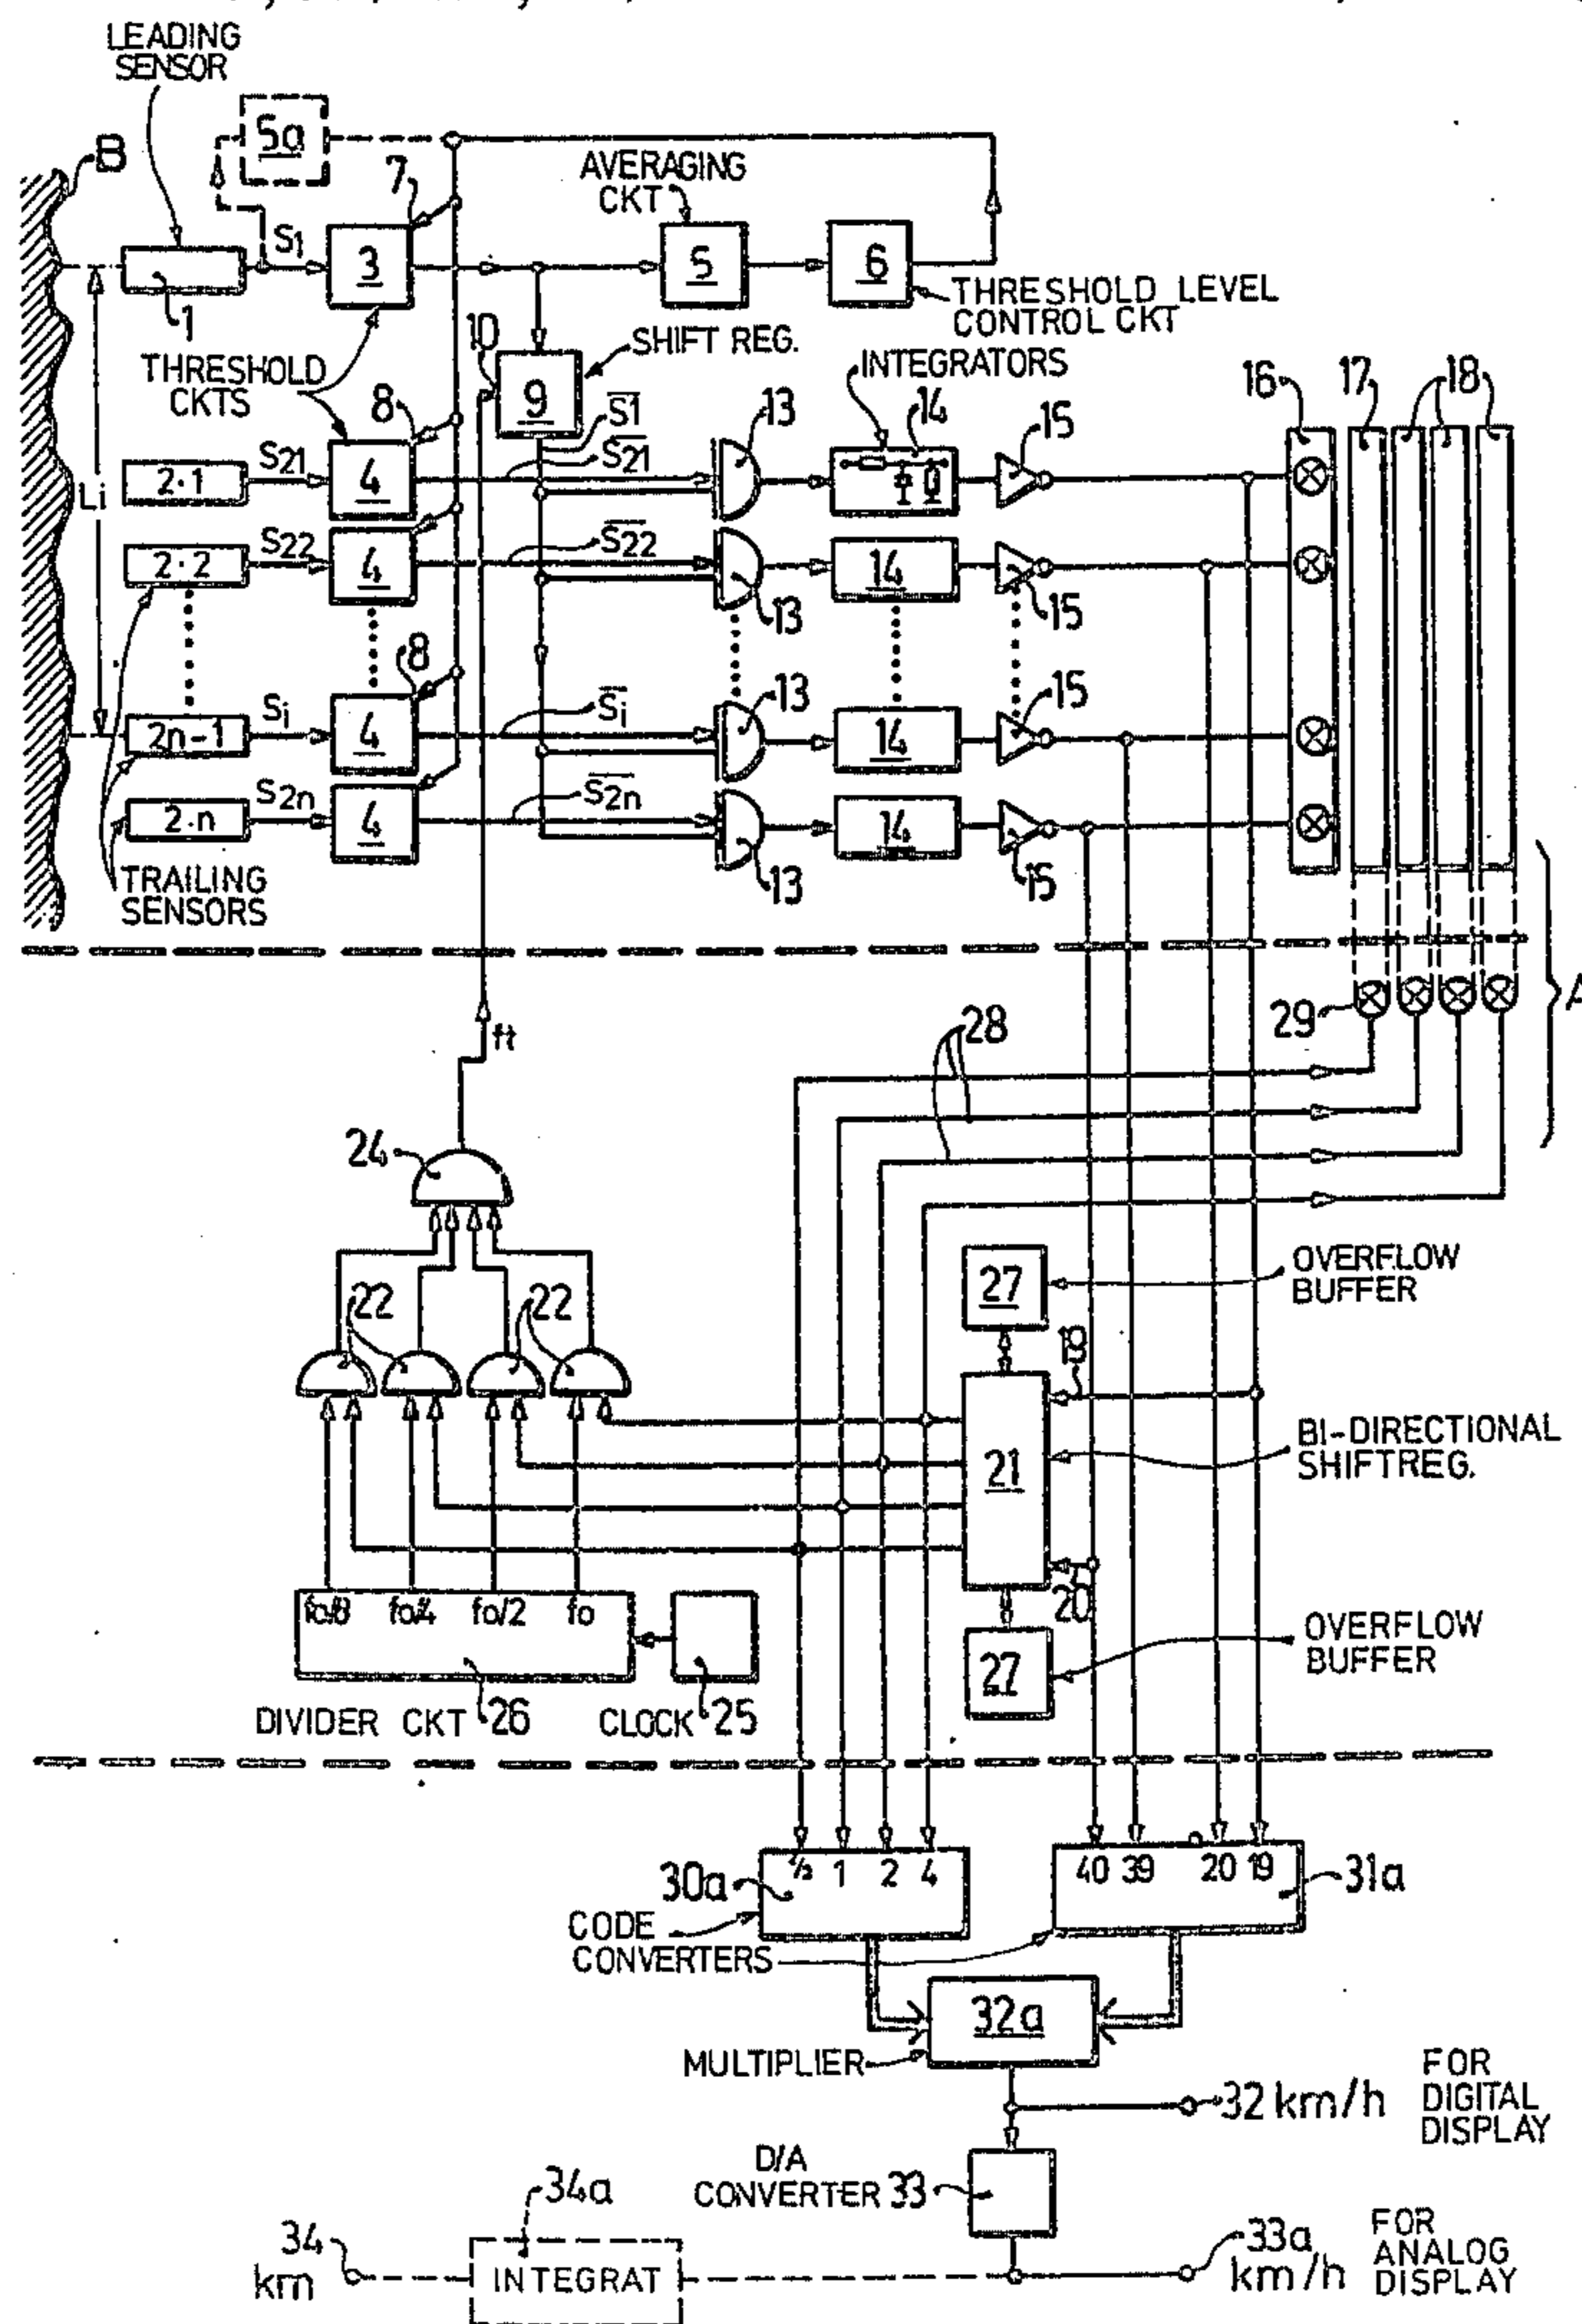 LEADING
SENSOR
5a
B
7
AVERAGING
CKT
S1
3
5
6
1
THRESHOLD LEVEL
CONTROL CKT
10
SHIFT REG.
INTEGRATORS
THRESHOLD
CKTS
8
9
S1
13
14
15
16
17
18
Li
2·1
S21
4
S21
2·2
S22
4
S22
13
14
15
8
13
15
2n-1
Si
4
Si
14
2·n
S2n
4
S2n
13
14
15
TRAILING
SENSORS
A
29
28
ft
24
27
OVERFLOW
BUFFER
22
22
19
21
BI-DIRECTIONAL
SHIFTREG.
20
fo/8
fo/4
fo/2
fo
27
OVERFLOW
BUFFER
DIVIDER CKT 26
CLOCK 25
30a
½
1
2
4
40
39
20
19
31a
CODE
CONVERTERS
32a
MULTIPLIER
32 km/h
FOR
DIGITAL
DISPLAY
D/A
CONVERTER 33
34a
34
km
INTEGRAT
33a
km/h
FOR
ANALOG
DISPLAY